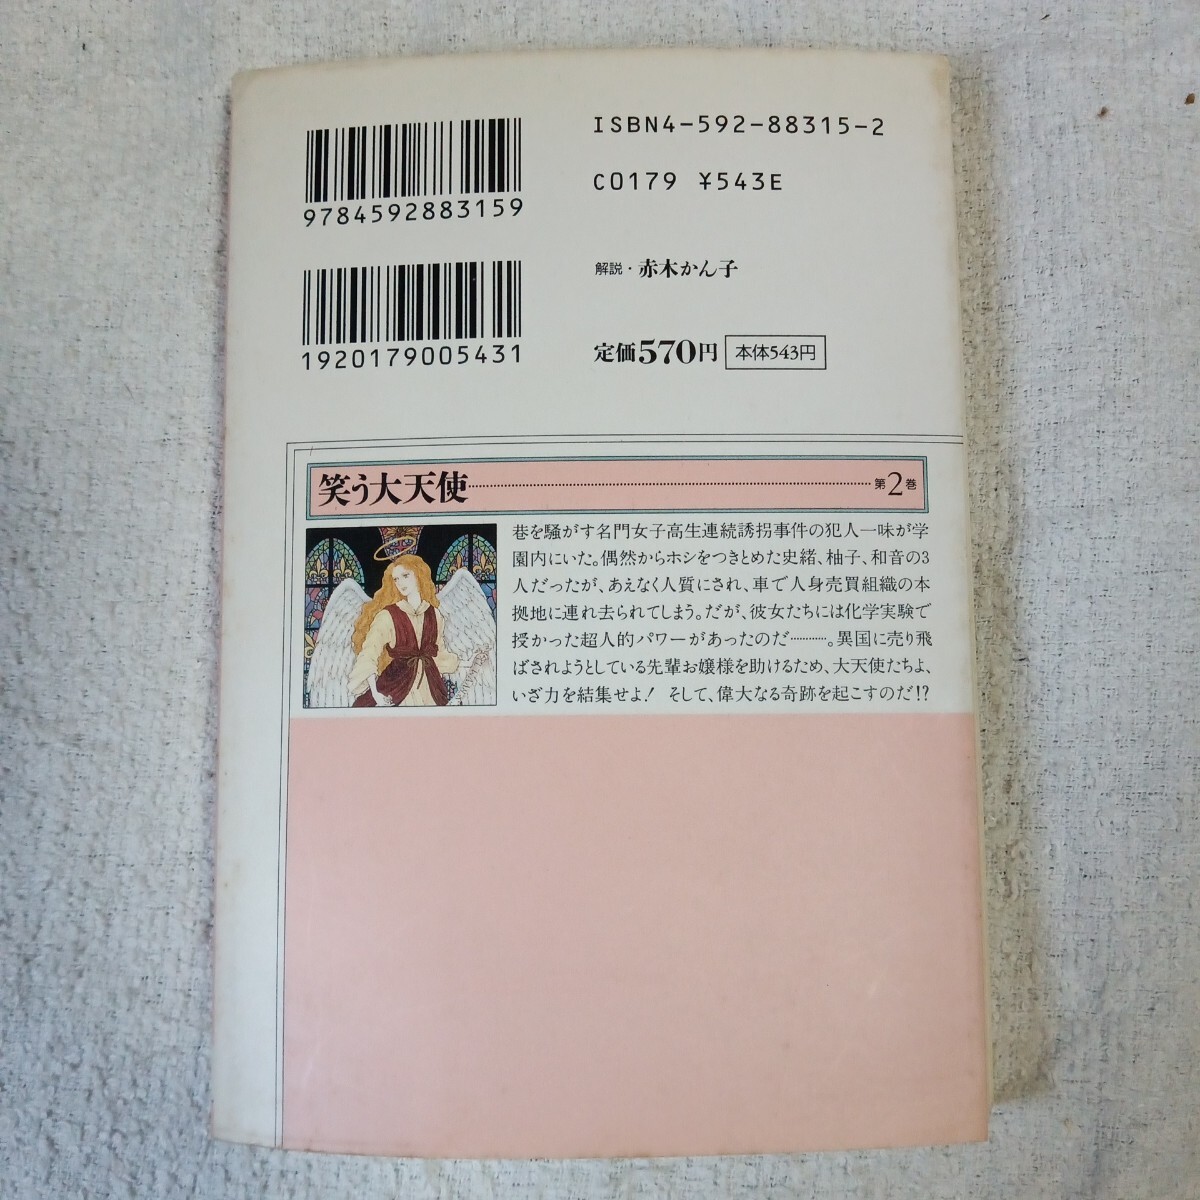 ISBN4-592-88315-2
9784592883159
C0179 ¥543E
解説・赤木かん子
1920179005431
定価570円 本体543円
笑う大天使 第2巻
巷を騒がす名門女子高生連続誘拐事件の犯人一味が学
園内にいた。偶然からホシをつきとめた史緒、柚子、和音の3
人だったが、あえなく人質にされ、車で人身売買組織の本
拠地に連れ去られてしまう。だが、彼女たちには化学実験で
授かった超人的パワーがあったのだ…………。異国に売り飛
ばされようとしている先輩お嬢様を助けるため、大天使たちよ、
いざ力を結集せよ! そして、偉大なる奇跡を起こすのだ!?